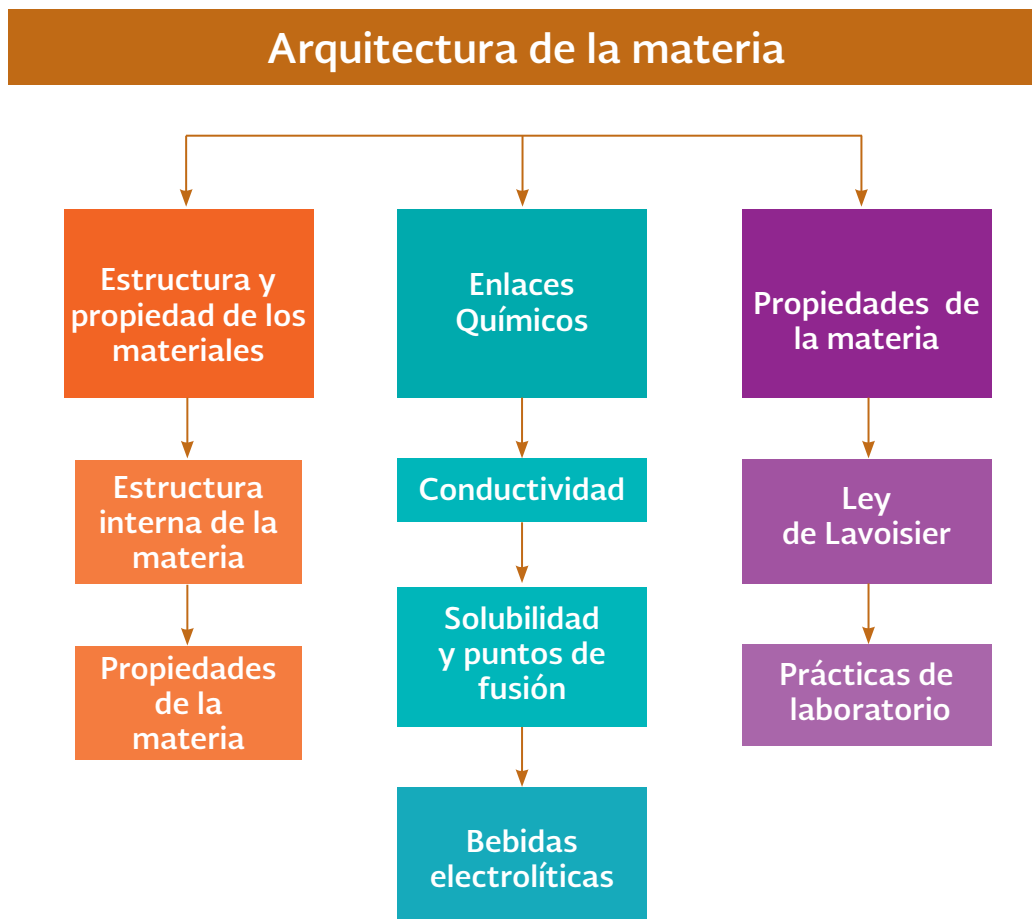 Arquitectura de la materia
Estructura y
propiedad de los
materiales
Estructura
interna de la
materia
Propiedades
de la
materia
Enlaces
Químicos
Conductividad
Solubilidad
y puntos de
fusión
Bebidas
electrolíticas
Propiedades de
la materia
Ley
de Lavoisier
Prácticas de
laboratorio